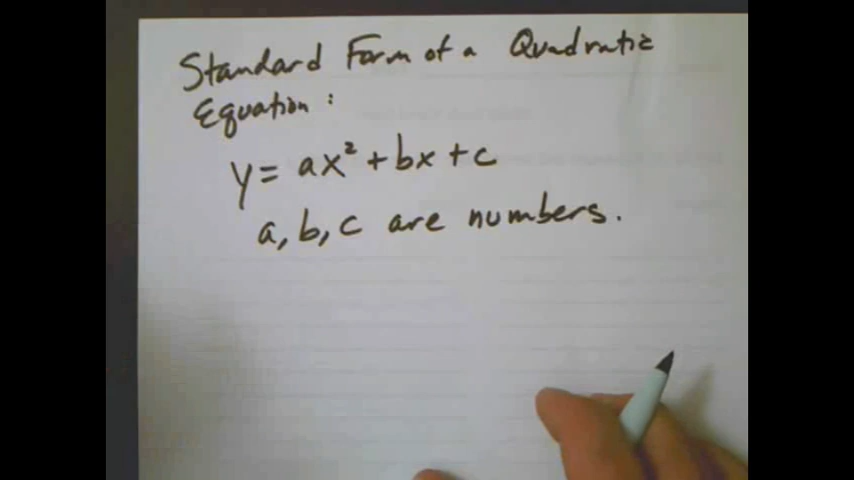 Standard Form of a Quadratic
Equation:
y = ax² + bx + c
a, b, c are numbers.